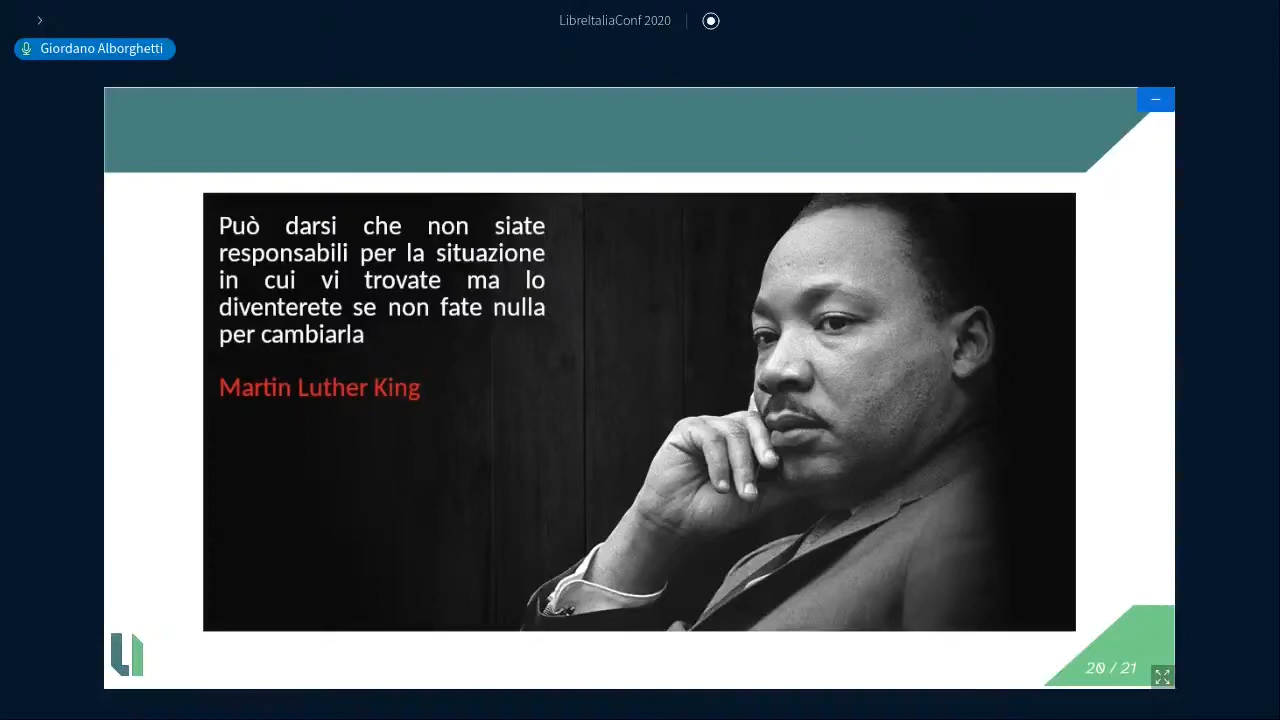 LibreItaliaConf 2020
Giordano Alborghetti
Può darsi che non siate
responsabili per la situazione
in cui vi trovate ma lo
diventerete se non fate nulla
per cambiarla
Martin Luther King
LI
20 / 21